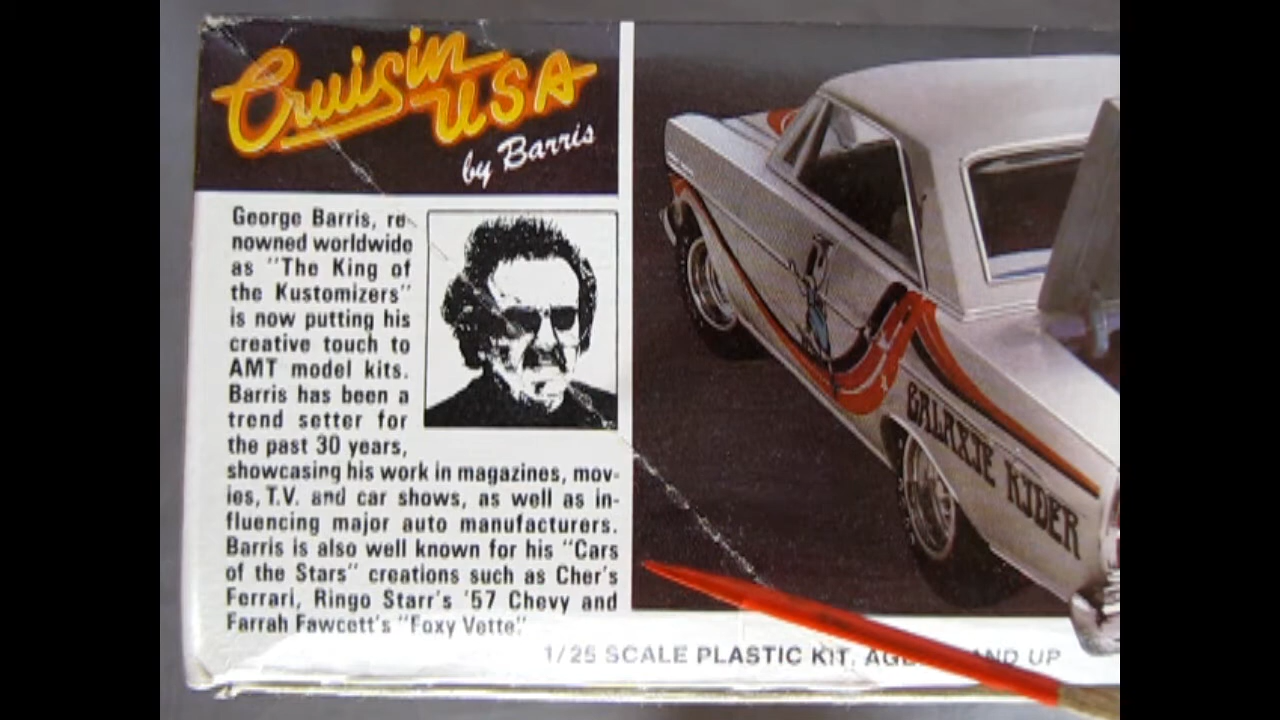 Cruisin
USA
by Barris
George Barris, re-
nowned worldwide
as "The King of
the Kustomizers"
is now putting his
creative touch to
AMT model kits.
Barris has been a
trend setter for
the past 30 years,
showcasing his work in magazines, mov-
ies, T.V. and car shows, as well as in-
fluencing major auto manufacturers.
Barris is also well known for his "Cars
of the Stars" creations such as Cher's
Ferrari, Ringo Starr's '57 Chevy and
Farrah Fawcett's "Foxy Vette."
GALAXIE RIDER
1/25 SCALE PLASTIC KIT. AND UP